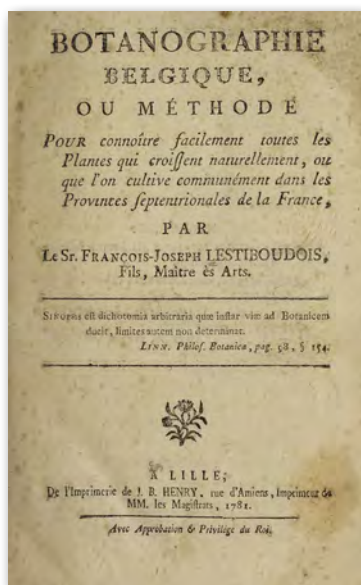 BOTANOGRAPHIE
BELGIQUE,
OU MÉTHODE
POUR connoître facilement toutes les
Plantes qui croiſſent naturellement, ou
que l'on cultive communément dans les
Provinces ſeptentrionales de la France,
PAR
Le Sr. FRANÇOIS-JOSEPH LESTIBOUDOIS,
Fils, Maître ès Arts.
SINOPSIS eſt dichotomia arbitraria quæ inſtar viæ ad Botanicem
ducit, limites autem non determinat.
LINN. Philoſ. Botanica, pag. 98, § 154.
A LILLE;
De l'Imprimerie de J. B. HENRY, rue d'Amiens, Imprimeur de
MM. les Magiſtrats, 1781.
Avec Approbation & Privilége du Roi.